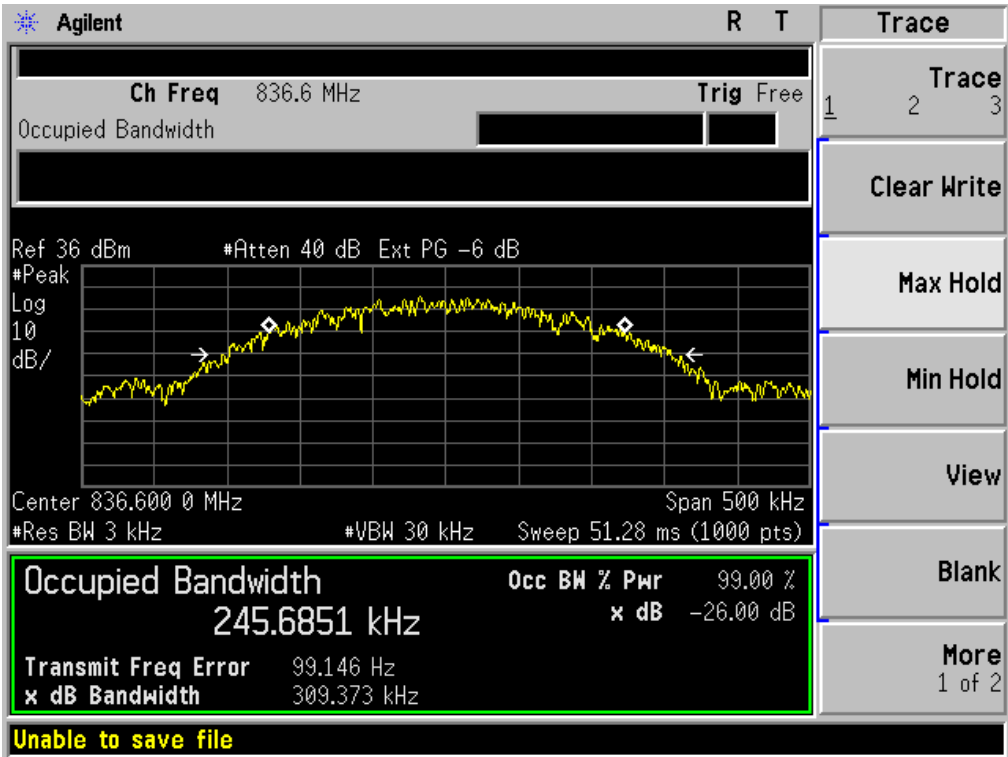 Agilent R T Trace
Ch Freq 836.6 MHz Trig Free
Occupied Bandwidth
Trace
1 2 3
Clear Write
Ref 36 dBm #Atten 40 dB Ext PG -6 dB
#Peak
Log
10
dB/
Max Hold
Min Hold
View
Center 836.600 0 MHz Span 500 kHz
#Res BW 3 kHz #VBW 30 kHz Sweep 51.28 ms (1000 pts)
Occupied Bandwidth Occ BW % Pwr 99.00 %
245.6851 kHz x dB -26.00 dB
Blank
Transmit Freq Error 99.146 Hz
x dB Bandwidth 309.373 kHz
More
1 of 2
Unable to save file